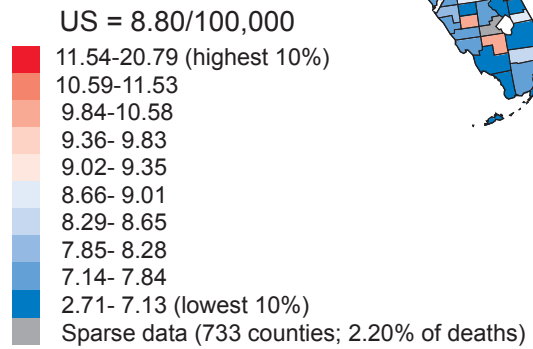 US = 8.80/100,000
11.54-20.79 (highest 10%)
10.59-11.53
9.84-10.58
9.36- 9.83
9.02- 9.35
8.66- 9.01
8.29- 8.65
7.85- 8.28
7.14- 7.84
2.71- 7.13 (lowest 10%)
Sparse data (733 counties; 2.20% of deaths)